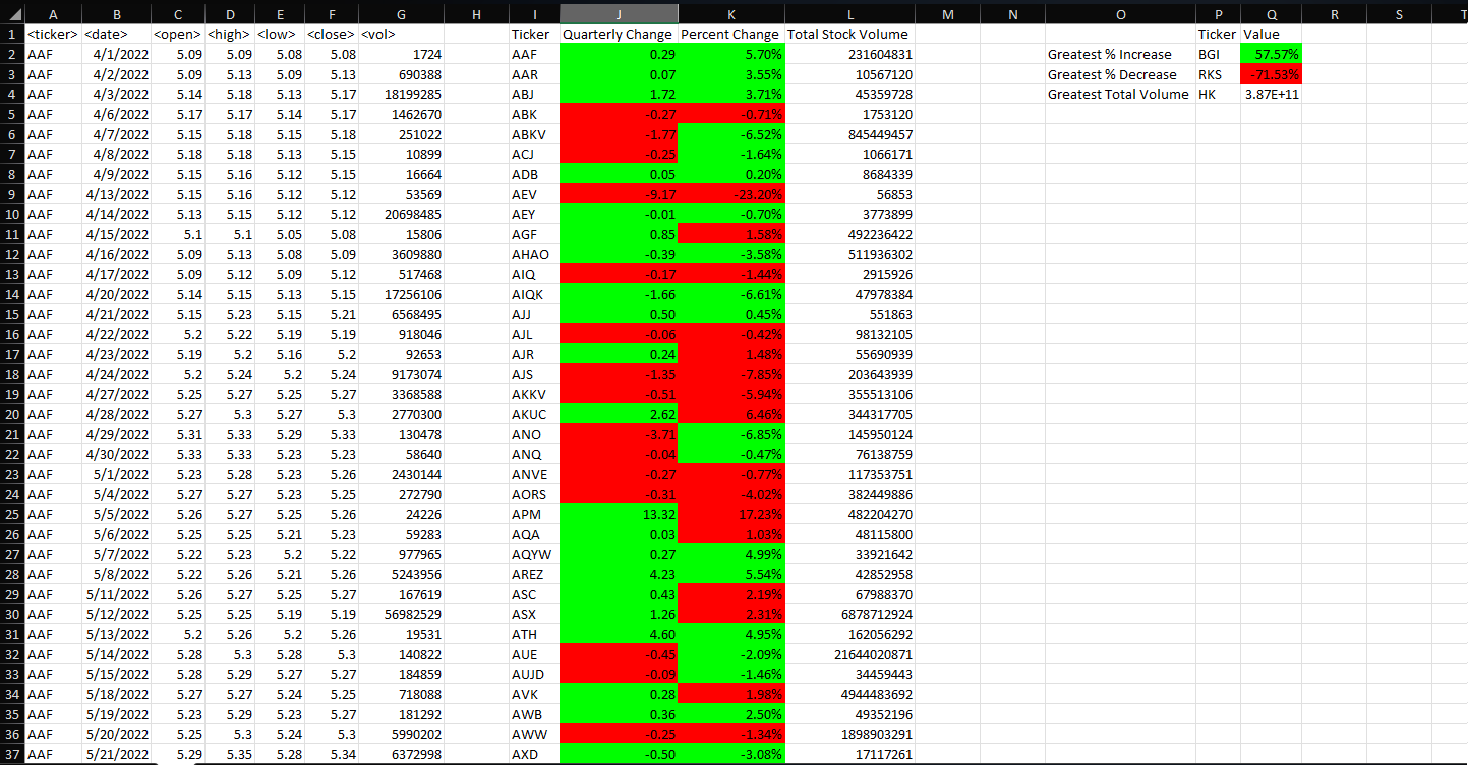 A B C D E F G H I J K L M N O P Q R S T
1 <ticker> <date> <open> <high> <low> <close> <vol> Ticker Quarterly Change Percent Change Total Stock Volume Ticker Value
2 AAF 4/1/2022 5.09 5.09 5.08 5.08 1724 AAF 0.29 5.70% 231604831 Greatest % Increase BGI 57.57%
3 AAF 4/2/2022 5.09 5.13 5.09 5.13 690388 AAR 0.07 3.55% 10567120 Greatest % Decrease RKS -71.53%
4 AAF 4/3/2022 5.14 5.18 5.13 5.17 18199285 ABJ 1.72 3.71% 45359728 Greatest Total Volume HK 3.87E+11
5 AAF 4/6/2022 5.17 5.17 5.14 5.17 1462670 ABK -0.27 -0.71% 1753120
6 AAF 4/7/2022 5.15 5.18 5.15 5.18 251022 ABKV -1.77 -6.52% 845449457
7 AAF 4/8/2022 5.18 5.18 5.13 5.15 10899 ACJ -0.25 -1.64% 1066171
8 AAF 4/9/2022 5.15 5.16 5.12 5.15 16664 ADB 0.05 0.20% 8684339
9 AAF 4/13/2022 5.15 5.16 5.12 5.12 53569 AEV -9.17 -23.20% 56853
10 AAF 4/14/2022 5.13 5.15 5.12 5.12 20698485 AEY -0.01 -0.70% 3773899
11 AAF 4/15/2022 5.1 5.1 5.05 5.08 15806 AGF 0.85 1.58% 492236422
12 AAF 4/16/2022 5.09 5.13 5.08 5.09 3609880 AHAO -0.39 -3.58% 511936302
13 AAF 4/17/2022 5.09 5.12 5.09 5.12 517468 AIQ -0.17 -1.44% 2915926
14 AAF 4/20/2022 5.14 5.15 5.13 5.15 17256106 AIQK -1.66 -6.61% 47978384
15 AAF 4/21/2022 5.15 5.23 5.15 5.21 6568495 AJJ 0.50 0.45% 551863
16 AAF 4/22/2022 5.2 5.22 5.19 5.19 918046 AJL -0.06 -0.42% 98132105
17 AAF 4/23/2022 5.19 5.2 5.16 5.2 92653 AJR 0.24 1.48% 55690939
18 AAF 4/24/2022 5.2 5.24 5.2 5.24 9173074 AJS -1.35 -7.85% 203643939
19 AAF 4/27/2022 5.25 5.27 5.25 5.27 3368588 AKKV -0.51 -5.94% 355513106
20 AAF 4/28/2022 5.27 5.3 5.27 5.3 2770300 AKUC 2.62 6.46% 344317705
21 AAF 4/29/2022 5.31 5.33 5.29 5.33 130478 ANO -3.71 -6.85% 145950124
22 AAF 4/30/2022 5.33 5.33 5.23 5.23 58640 ANQ -0.04 -0.47% 76138759
23 AAF 5/1/2022 5.23 5.28 5.23 5.26 2430144 ANVE -0.27 -0.77% 117353751
24 AAF 5/4/2022 5.27 5.27 5.23 5.25 272790 AORS -0.31 -4.02% 382449886
25 AAF 5/5/2022 5.26 5.27 5.25 5.26 24226 APM 13.32 17.23% 482204270
26 AAF 5/6/2022 5.25 5.25 5.21 5.23 59283 AQA 0.03 1.03% 48115800
27 AAF 5/7/2022 5.22 5.23 5.2 5.22 977965 AQYW 0.27 4.99% 33921642
28 AAF 5/8/2022 5.22 5.26 5.21 5.26 5243956 AREZ 4.23 5.54% 42852958
29 AAF 5/11/2022 5.26 5.27 5.25 5.27 167619 ASC 0.43 2.19% 67988370
30 AAF 5/12/2022 5.25 5.25 5.19 5.19 56982529 ASX 1.26 2.31% 6878712924
31 AAF 5/13/2022 5.2 5.26 5.2 5.26 19531 ATH 4.60 4.95% 162056292
32 AAF 5/14/2022 5.28 5.3 5.28 5.3 140822 AUE -0.45 -2.09% 21644020871
33 AAF 5/15/2022 5.28 5.29 5.27 5.27 184859 AUJD -0.09 -1.46% 34459443
34 AAF 5/18/2022 5.27 5.27 5.24 5.25 718088 AVK 0.28 1.98% 4944483692
35 AAF 5/19/2022 5.23 5.29 5.23 5.27 181292 AWB 0.36 2.50% 49352196
36 AAF 5/20/2022 5.25 5.3 5.24 5.3 5990202 AWW -0.25 -1.34% 1898903291
37 AAF 5/21/2022 5.29 5.35 5.28 5.34 6372998 AXD -0.50 -3.08% 17117261